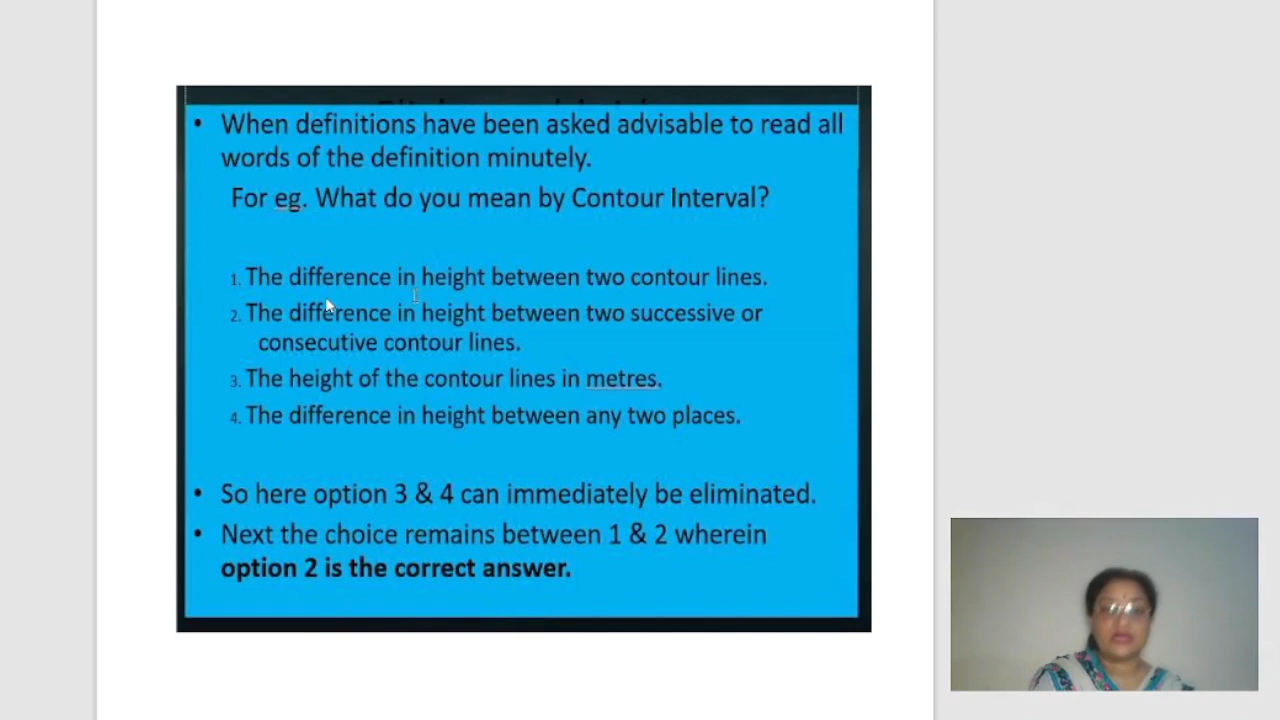 • When definitions have been asked advisable to read all
words of the definition minutely.
For eg. What do you mean by Contour Interval?
1. The difference in height between two contour lines.
2. The difference in height between two successive or
consecutive contour lines.
3. The height of the contour lines in metres.
4. The difference in height between any two places.
• So here option 3 & 4 can immediately be eliminated.
• Next the choice remains between 1 & 2 wherein
option 2 is the correct answer.